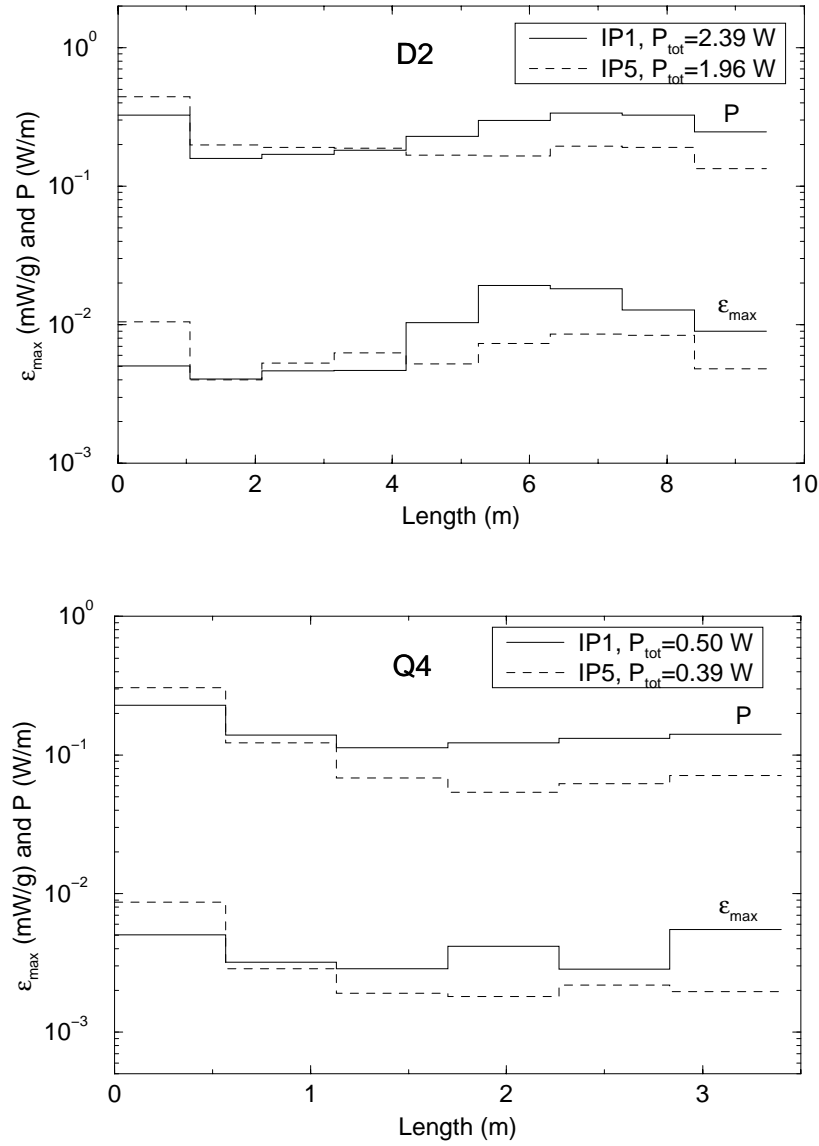 D2
IP1, P_tot=2.39 W
IP5, P_tot=1.96 W
P
ε_max
10^0
10^-1
10^-2
10^-3
ε_max (mW/g) and P (W/m)
0 2 4 6 8 10
Length (m)
Q4
IP1, P_tot=0.50 W
IP5, P_tot=0.39 W
P
ε_max
10^0
10^-1
10^-2
10^-3
ε_max (mW/g) and P (W/m)
0 1 2 3
Length (m)